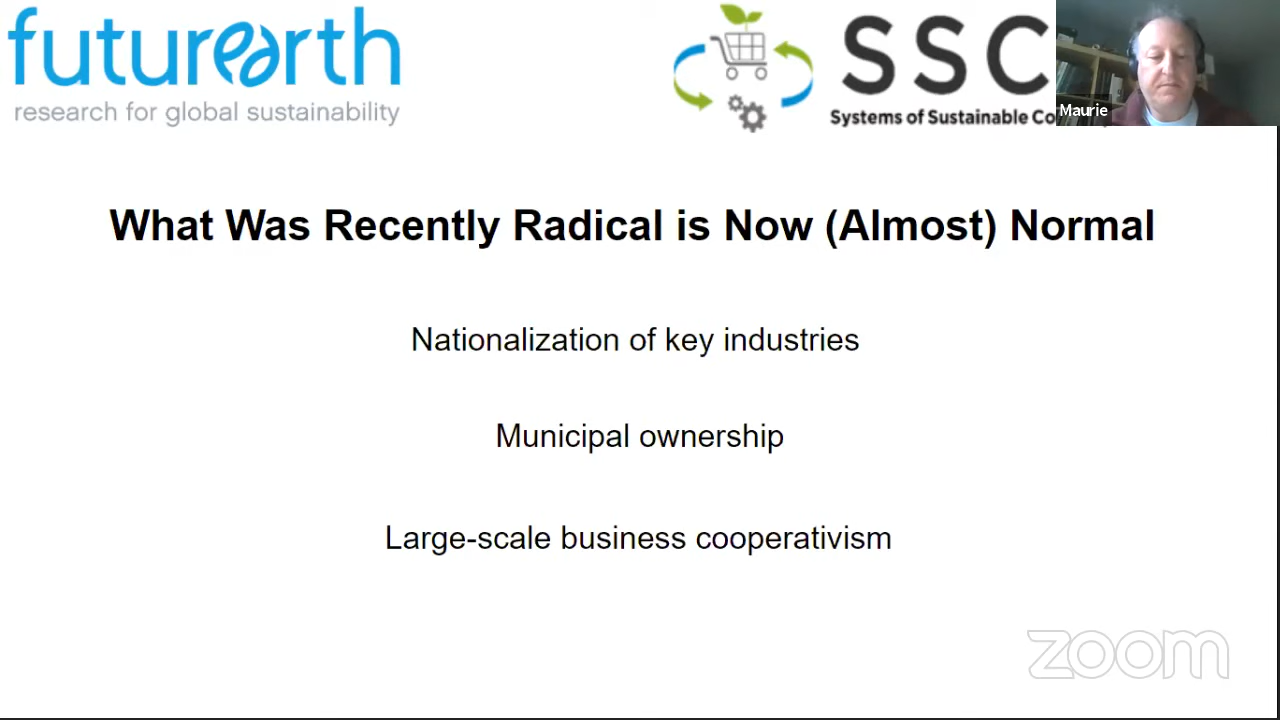 futurearth
research for global sustainability
SSC
Systems of Sustainable Co
Maurie
What Was Recently Radical is Now (Almost) Normal
Nationalization of key industries
Municipal ownership
Large-scale business cooperativism
zoom